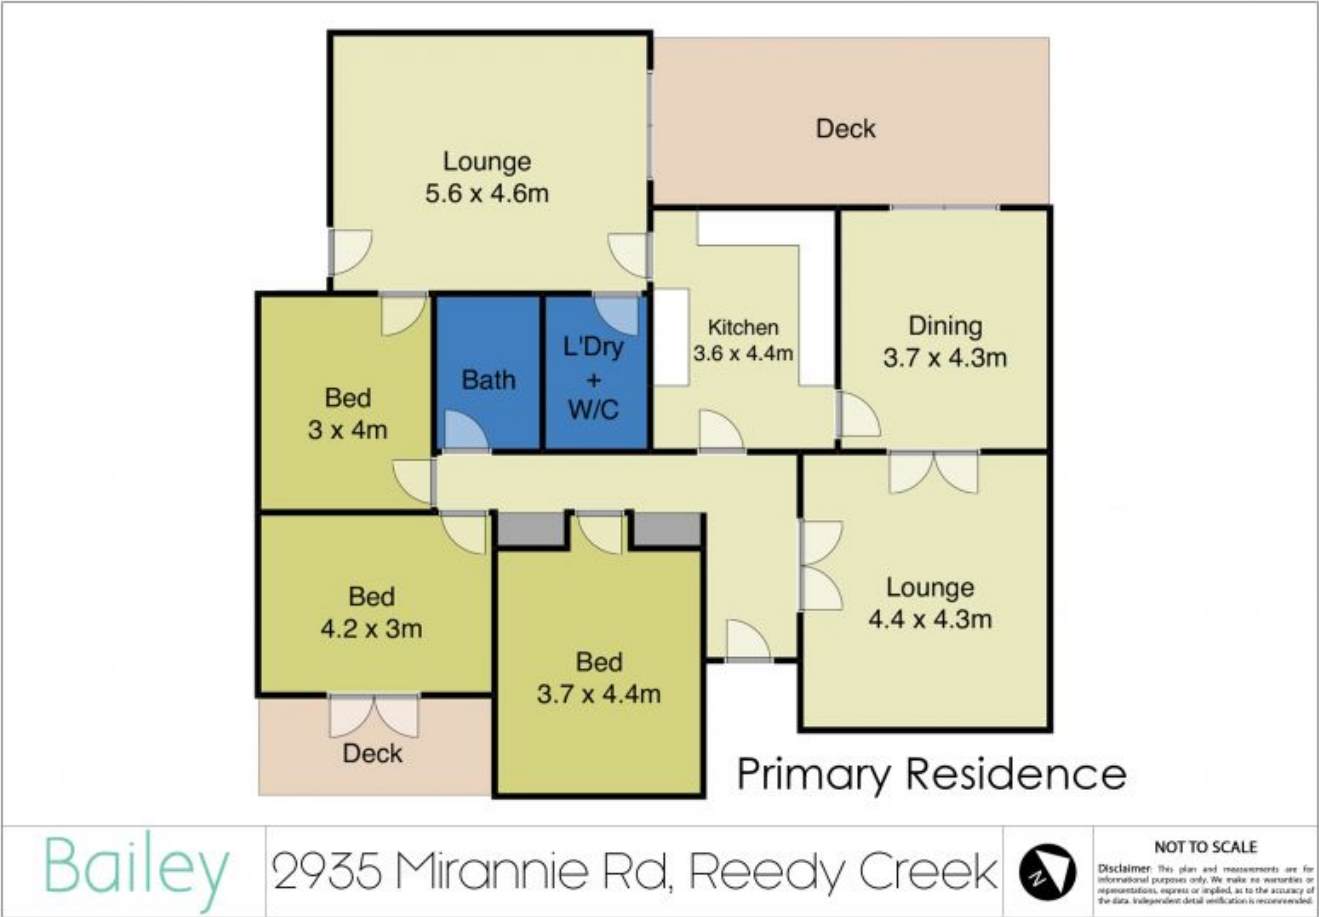 Deck
Lounge
5.6 x 4.6m
Kitchen
3.6 x 4.4m
Dining
3.7 x 4.3m
L'Dry
+
W/C
Bath
Bed
3 x 4m
Bed
4.2 x 3m
Lounge
4.4 x 4.3m
Bed
3.7 x 4.4m
Deck
Primary Residence
Bailey
2935 Mirannie Rd, Reedy Creek
N
NOT TO SCALE
Disclaimer: This plan and measurements are for
informational purposes only. We make no warranties or
representations, express or implied, as to the accuracy of
the data. Independent detail verification is recommended.